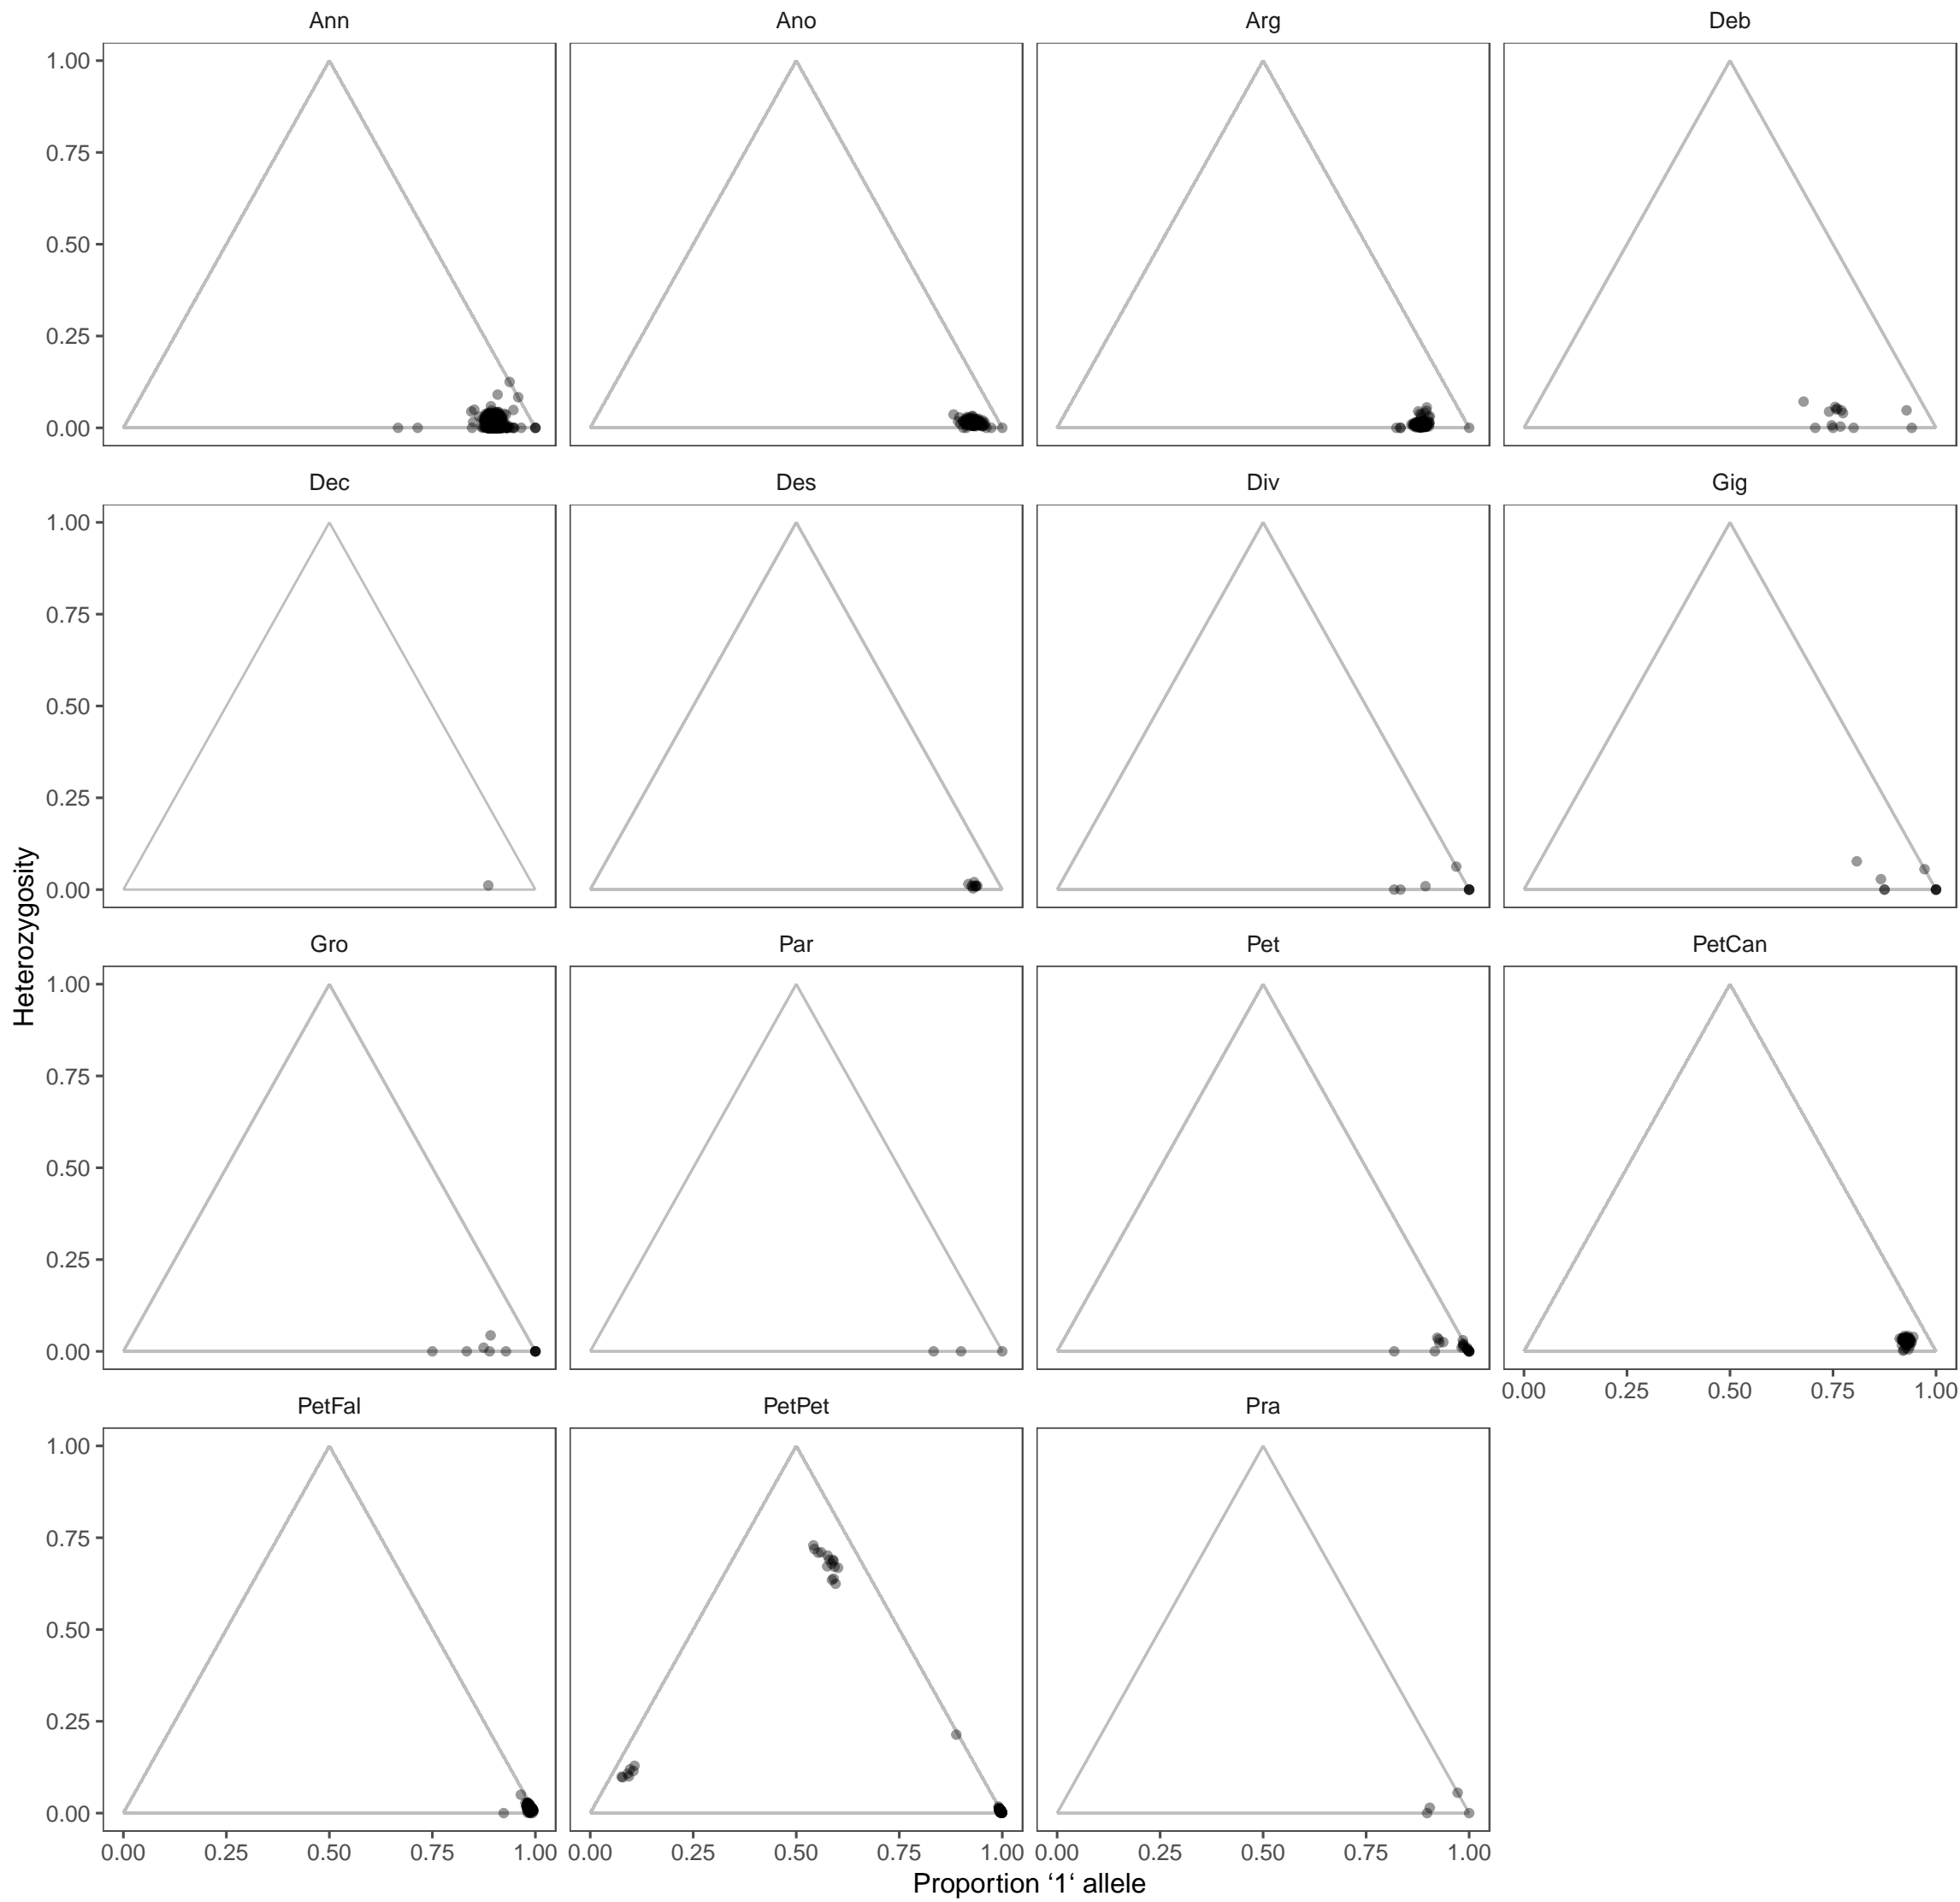 Ann Ano Arg Deb
1.00
0.75
0.50
0.25
0.00
Dec Des Div Gig
1.00
0.75
0.50
0.25
0.00
Gro Par Pet PetCan
1.00
0.75
0.50
0.25
0.00
0.00 0.25 0.50 0.75 1.00
PetFal PetPet Pra
1.00
0.75
0.50
0.25
0.00
0.00 0.25 0.50 0.75 1.00 0.00 0.25 0.50 0.75 1.00 0.00 0.25 0.50 0.75 1.00
Heterozygosity
Proportion ‘1‘ allele